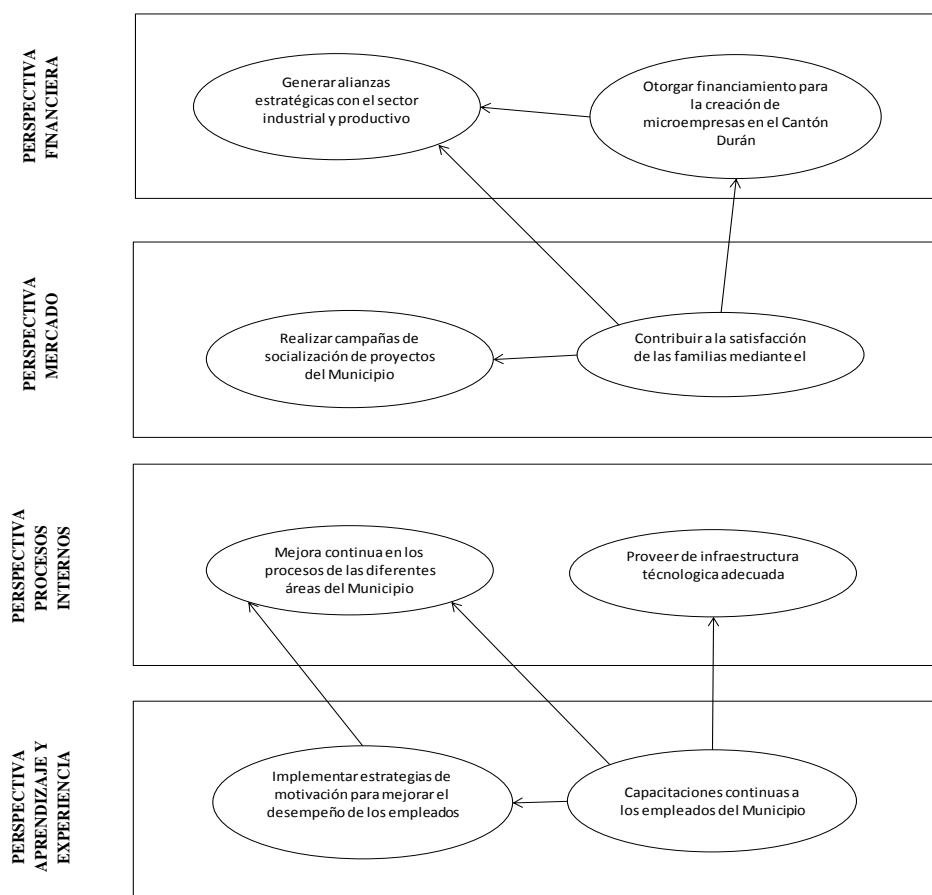 PERSPECTIVA
FINANCIERA
Generar alianzas
estratégicas con el sector
industrial y productivo
Otorgar financiamiento para
la creación de
microempresas en el Cantón
Durán
PERSPECTIVA
MERCADO
Realizar campañas de
socialización de proyectos
del Municipio
Contribuir a la satisfacción
de las familias mediante el
PERSPECTIVA
PROCESOS
INTERNOS
Mejora continua en los
procesos de las diferentes
áreas del Municipio
Proveer de infraestructura
técnologica adecuada
PERSPECTIVA
APRENDIZAJE Y
EXPERIENCIA
Implementar estrategias de
motivación para mejorar el
desempeño de los empleados
Capacitaciones continuas a
los empleados del Municipio